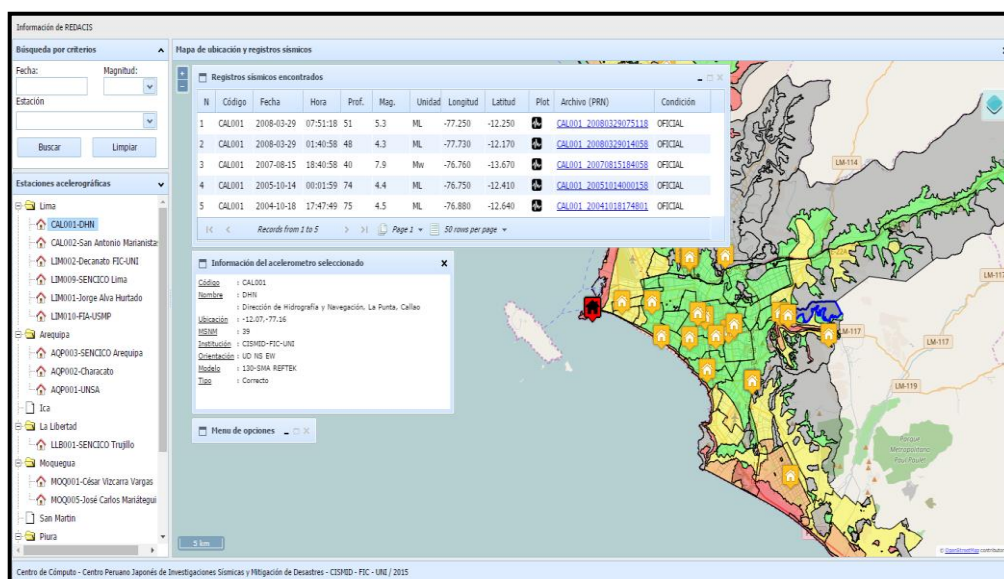 Información de REDACIS
Búsqueda por criterios
Fecha: Magnitud:
Estación
Buscar Limpiar
Estaciones acelerográficas
Lima
CAL001-DHN
CAL002-San Antonio Marianistas
LIM002-Decanato FIC-UNI
LIM009-SENCICO Lima
LIM001-Jorge Alva Hurtado
LIM010-FIA-USMP
Arequipa
AQP003-SENCICO Arequipa
AQP002-Characato
AQP001-UNSA
Ica
La Libertad
LLB001-SENCICO Trujillo
Moquegua
MOQ001-César Vizcarra Vargas
MOQ005-José Carlos Mariátegui
San Martin
Piura
Mapa de ubicación y registros sísmicos
Registros sísmicos encontrados
N Código Fecha Hora Prof. Mag. Unidad Longitud Latitud Plot Archivo (PRN) Condición
1 CAL001 2008-03-29 07:51:18 51 5.3 ML -77.250 -12.250 CAL001_20080329075118 OFICIAL
2 CAL001 2008-03-29 01:40:58 48 4.3 ML -77.730 -12.170 CAL001_20080329014058 OFICIAL
3 CAL001 2007-08-15 18:40:58 40 7.9 Mw -76.760 -13.670 CAL001_20070815184058 OFICIAL
4 CAL001 2005-10-14 00:01:59 74 4.4 ML -76.750 -12.410 CAL001_20051014000158 OFICIAL
5 CAL001 2004-10-18 17:47:49 75 4.5 ML -76.880 -12.640 CAL001_20041018174801 OFICIAL
Records from 1 to 5 Page 1 50 rows per page
Información del acelerometro seleccionado
Código : CAL001
Nombre : DHN
: Dirección de Hidrografía y Navegación. La Punta, Callao
Ubicación : -12.07,-77.16
MSNM : 39
Institución : CISMID-FIC-UNI
Orientación : UD NS EW
Modelo : 130-SMA REFTEK
Tipo : Correcto
Menu de opciones
LM-114
LM-117
LM-117
LM-117
LM-119
Parque
Metropolitano
Paul Poulet
5 km
© OpenStreetMap contributors
Centro de Cómputo - Centro Peruano Japonés de Investigaciones Sísmicas y Mitigación de Desastres - CISMID - FIC - UNI / 2015